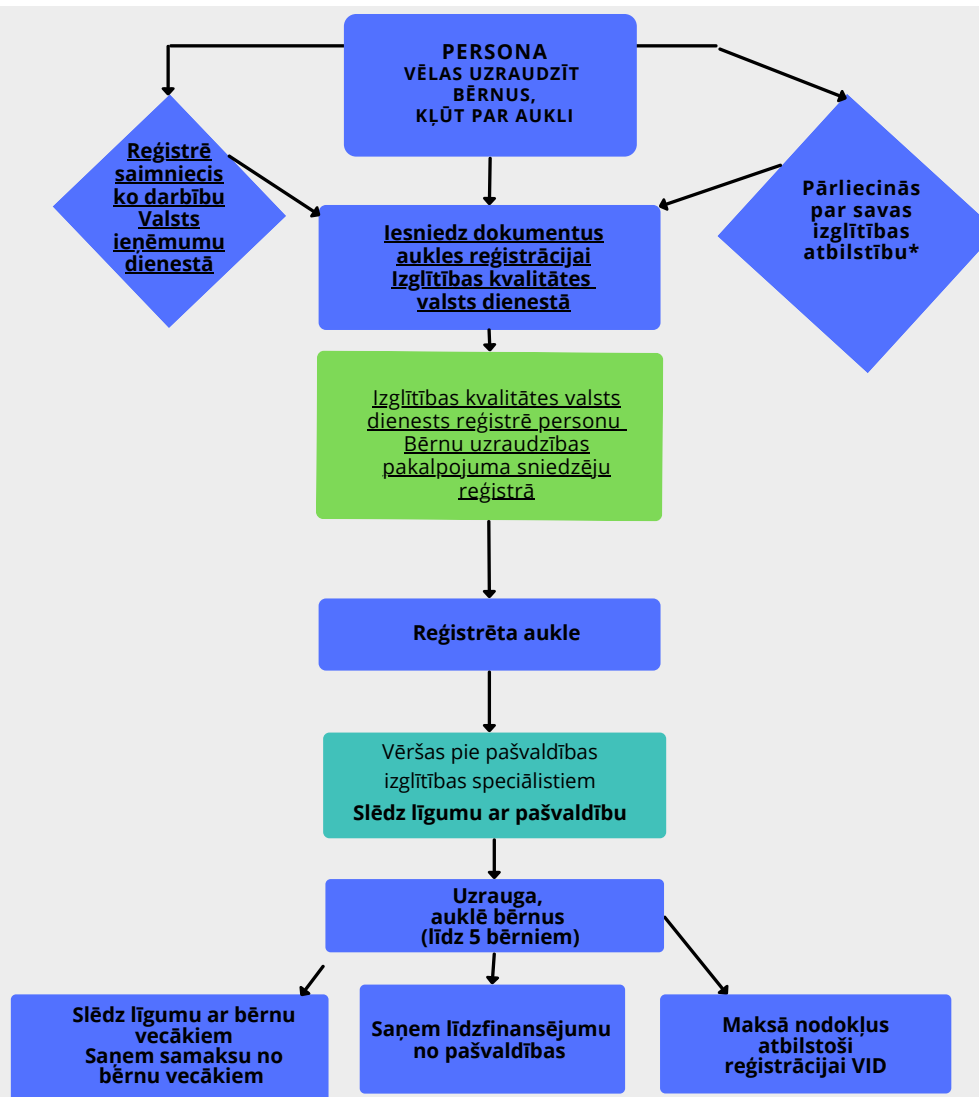 PERSONA
VĒLAS UZRAUDZĪT
BĒRNUS,
KĻŪT PAR AUKLI
Reģistrē
saimniecis
ko darbību
Valsts
ieņēmumu
dienestā
Pārliecinās
par savas
izglītības
atbilstību*
Iesniedz dokumentus
aukles reģistrācijai
Izglītības kvalitātes
valsts dienestā
Izglītības kvalitātes valsts
dienests reģistrē personu
Bērnu uzraudzības
pakalpojuma sniedzēju
reģistrā
Reģistrēta aukle
Vēršas pie pašvaldības
izglītības speciālistiem
Slēdz līgumu ar pašvaldību
Uzrauga,
auklē bērnus
(līdz 5 bērniem)
Slēdz līgumu ar bērnu
vecākiem
Saņem samaksu no
bērnu vecākiem
Saņem līdzfinansējumu
no pašvaldības
Maksā nodokļus
atbilstoši
reģistrācijai VID